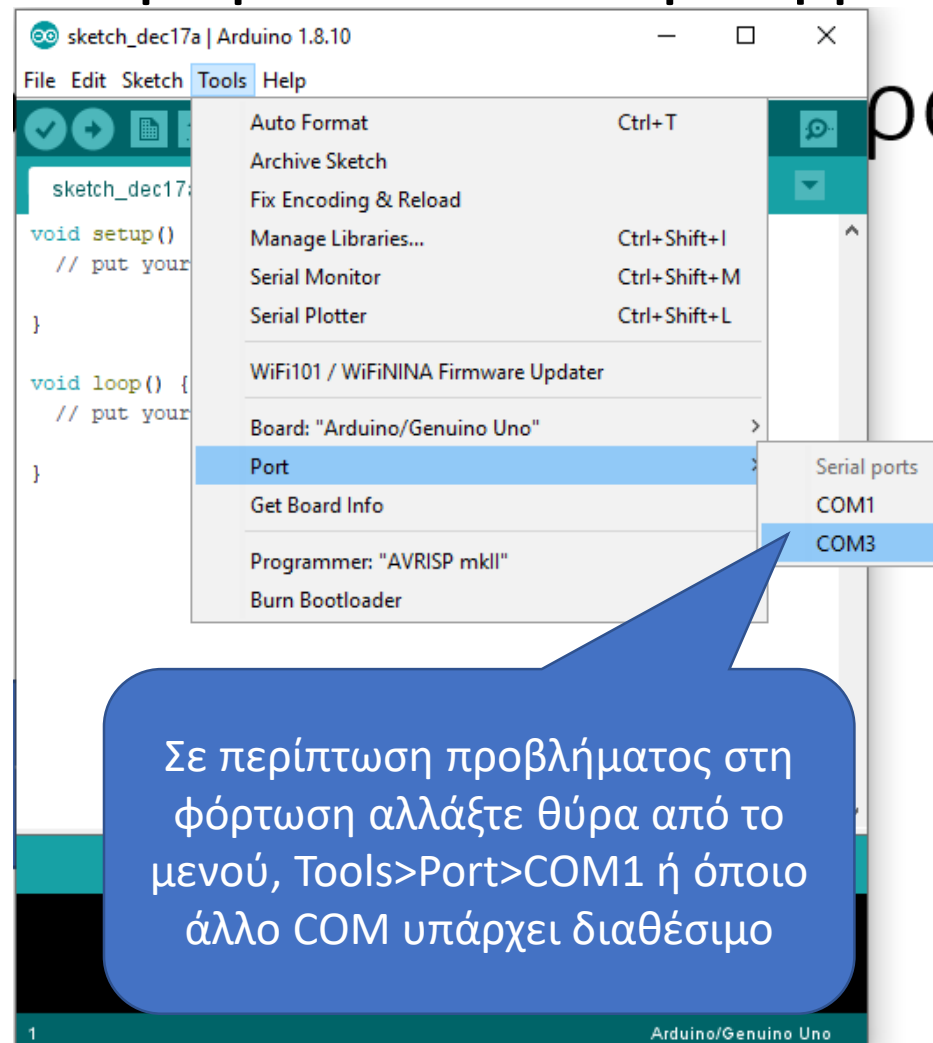 sketch_dec17a | Arduino 1.8.10
File Edit Sketch Tools Help
Auto Format Ctrl+T
Archive Sketch
sketch_dec17a
Fix Encoding & Reload
void setup()
Manage Libraries... Ctrl+Shift+I
// put your
Serial Monitor Ctrl+Shift+M
Serial Plotter Ctrl+Shift+L
}
WiFi101 / WiFiNINA Firmware Updater
void loop() {
// put your
Board: "Arduino/Genuino Uno"
}
Port
Serial ports
Get Board Info
COM1
COM3
Programmer: "AVRISP mkII"
Burn Bootloader
Σε περίπτωση προβλήματος στη
φόρτωση αλλάξτε θύρα από το
μενού, Tools>Port>COM1 ή όποιο
άλλο COM υπάρχει διαθέσιμο
1
Arduino/Genuino Uno